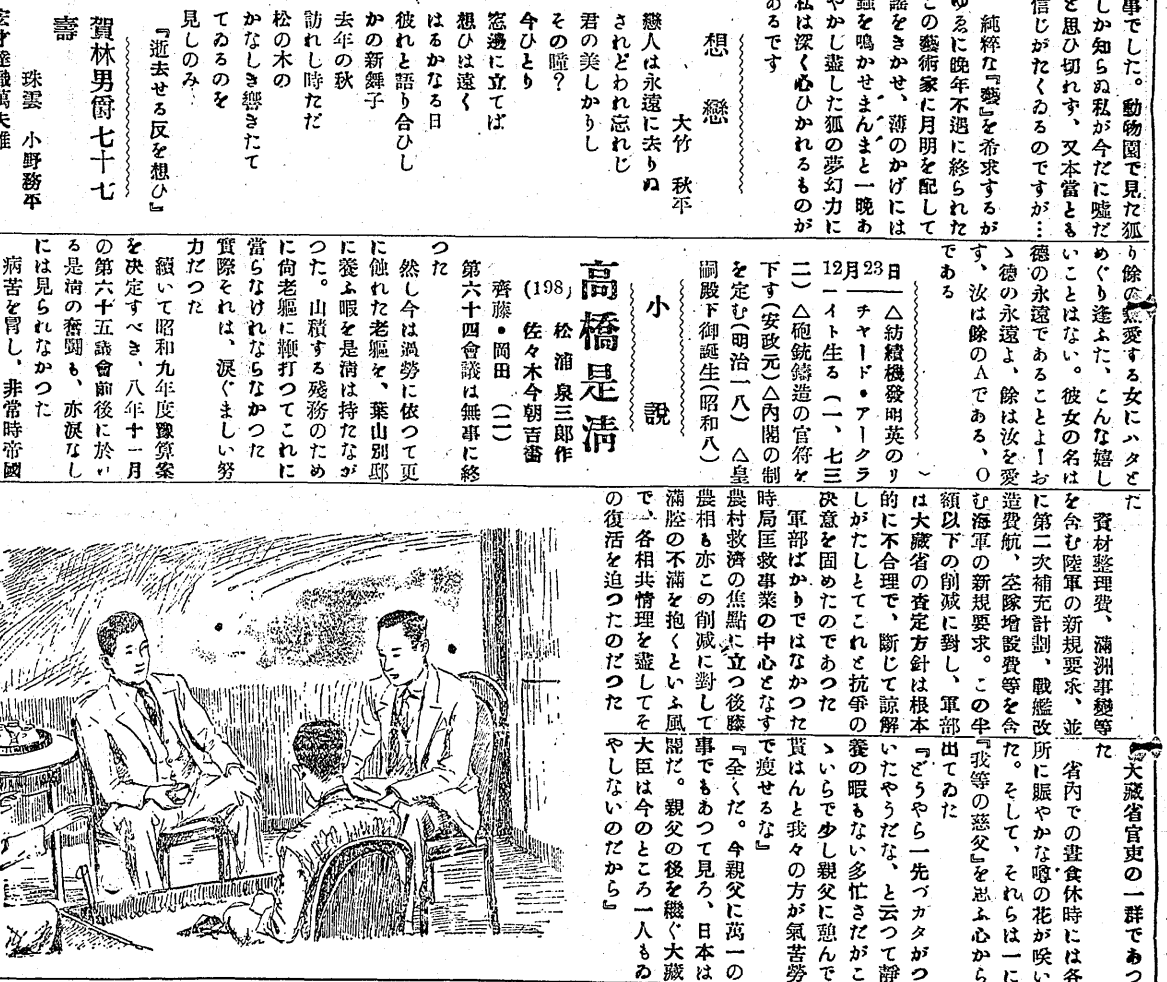 事でした。動物園で見た狐
しか知らぬ私が今だに嘘だ
と思ひ切れず、又本當とも
信じがたくゐるのですが…
純粹な『藝』を希求するが
ゆゑに晩年不遇に終られた
この藝術家に月明を配して
謡をきかせ、薄のかげには
蟲を鳴かせまんまと一晩あ
やかし盡した狐の夢幻力に
私は深く心ひかれるものが
あるです
想戀
大竹 秋平
戀人は永遠に去りぬ
されどわれ忘れじ
君の美しかりし
その瞳?
今ひとり
窓邊に立てば
想ひは遠く
はるかなる日
彼れと語り合ひし
かの新舞子
去年の秋
訪れし時ただ
松の木の
かなしき響きたて
てゐるのを
見しのみ…
『逝去せる反を想ひ』
賀林男爵七十七
壽
珠雲 小野務平
り餘の愛する女にハタと
めぐり逢ふた、こんな嬉し
いことはない。彼女の名は
德の永遠であることよーお
ゝ德の永遠よ、餘は汝を愛
す、汝は餘のAである、O
である
12月23日
△紡績機發明英のリ
チャード・アークラ
イト生る(一、七三
二)△砲銃鑄造の官符を
下す(安政元)△內閣の制
を定む(明治一八) △皇
嗣殿下御誕生(昭和八)
小說
高橋是淸
(198)
松浦泉三郎作
佐々木今朝吉畵
齊藤・岡田 (二)
第六十四會議は無事に終
つた
然し今は過勞に依つて更
に蝕れた老軀を、葉山別邸
に養ふ暇を是淸は持たなが
つた。山積する殘務のため
に尙老軀に鞭打つてこれに
當らなけれならなかつた
實際それは、淚ぐましい努
力だつた
續いて昭和九年度豫算案
を決定すべき、八年十一月
の第六十五議會前後に於け
る是淸の奮鬪も、亦淚なし
には見られなかつた
病苦を冐し、非常時帝國
た
資材整理費、滿洲事變等
を含む陸軍の新規要求、並
に第二次補充計劃、戰艦改
造費航、空隊增設費等を含
む海軍の新規要求。この半
額以下の削減に對し、軍部
は大藏省の査定方針は根本
的に不合理で、斷じて諒解
しがたしとてこれと抗爭の
決意を固めたのであつた
軍部ばかりではなかつた
時局匡救事業の中心となす
農村救濟の焦點に立つ後藤
農相も亦この削減に對して
滿腔の不滿を抱くといふ風
で、各相共情理を盡してそ
の復活を迫つたのだつた
大藏省官吏の一群であつ
た
省內での晝食休時には各
所に賑やかな噂の花が咲い
た。そして、それらは一に
『我等の慈父』を思ふ心から
出てゐた
『どうやら一先づカタがつ
いたやうだな、と云つて靜
養の暇もない多忙さだがこ
ゝいらで少し親父に憩んで
貰はんと我々の方が氣苦勞
で瘦せるな』
『全くだ。今親父に萬一の
事でもあつて見ろ、日本は
闇だ。親父の後を繼ぐ大藏
大臣は今のところ一人もゐ
やしないのだから』